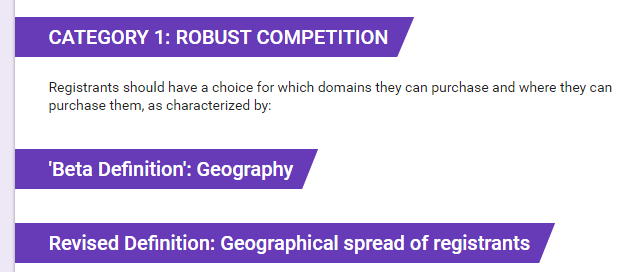 CATEGORY 1: ROBUST COMPETITION
Registrants should have a choice for which domains they can purchase and where they can
purchase them, as characterized by:
'Beta Definition': Geography
Revised Definition: Geographical spread of registrants